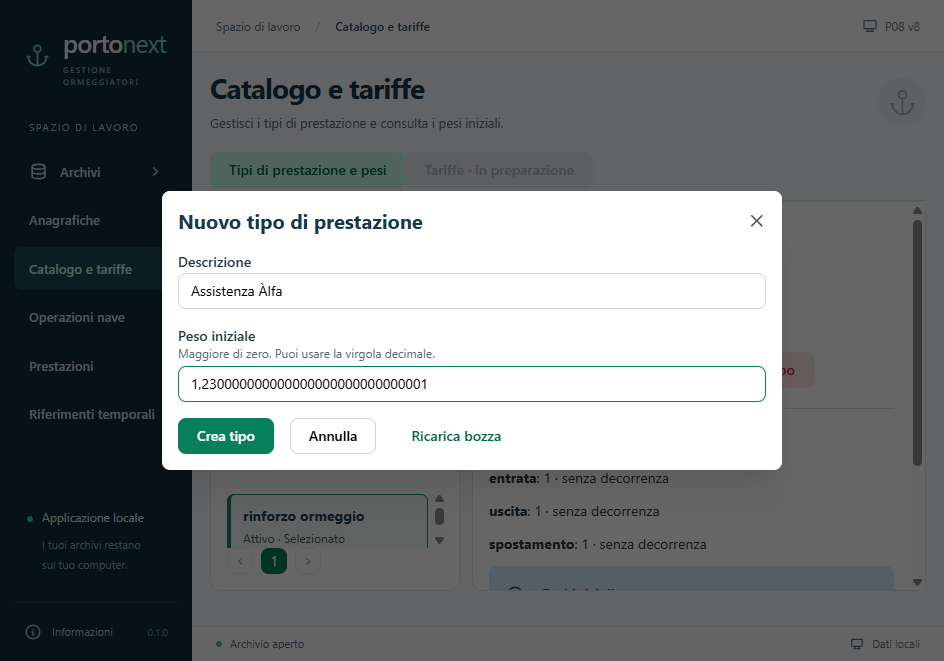 portonext
GESTIONE
ORMEGGIATORI
SPAZIO DI LAVORO
Archivi
Anagrafiche
Catalogo e tariffe
Operazioni nave
Prestazioni
Riferimenti temporali
Applicazione locale
I tuoi archivi restano
sul tuo computer.
Informazioni 0.1.0
Spazio di lavoro / Catalogo e tariffe
P08 v8
Catalogo e tariffe
Gestisci i tipi di prestazione e consulta i pesi iniziali.
Tipi di prestazione e pesi
Tariffe · in preparazione
Nuovo tipo di prestazione
Descrizione
Assistenza Àlfa
Peso iniziale
Maggiore di zero. Puoi usare la virgola decimale.
Crea tipo
Annulla
Ricarica bozza
entrata: 1 · senza decorrenza
uscita: 1 · senza decorrenza
spostamento: 1 · senza decorrenza
rinforzo ormeggio
Attivo · Selezionato
1
Archivio aperto
Dati locali